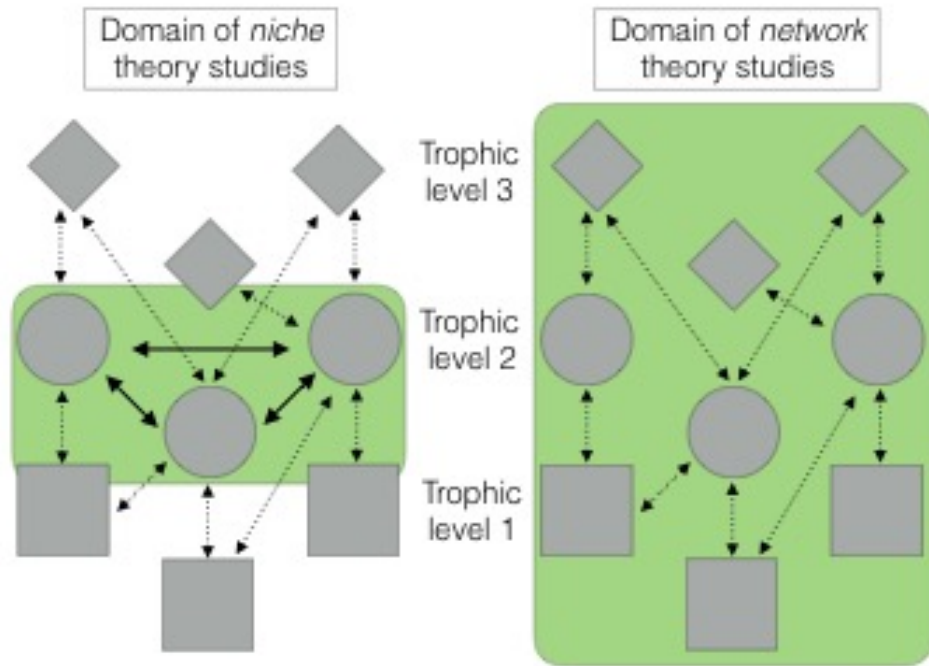 Domain of niche
theory studies
Domain of network
theory studies
Trophic
level 3
Trophic
level 2
Trophic
level 1